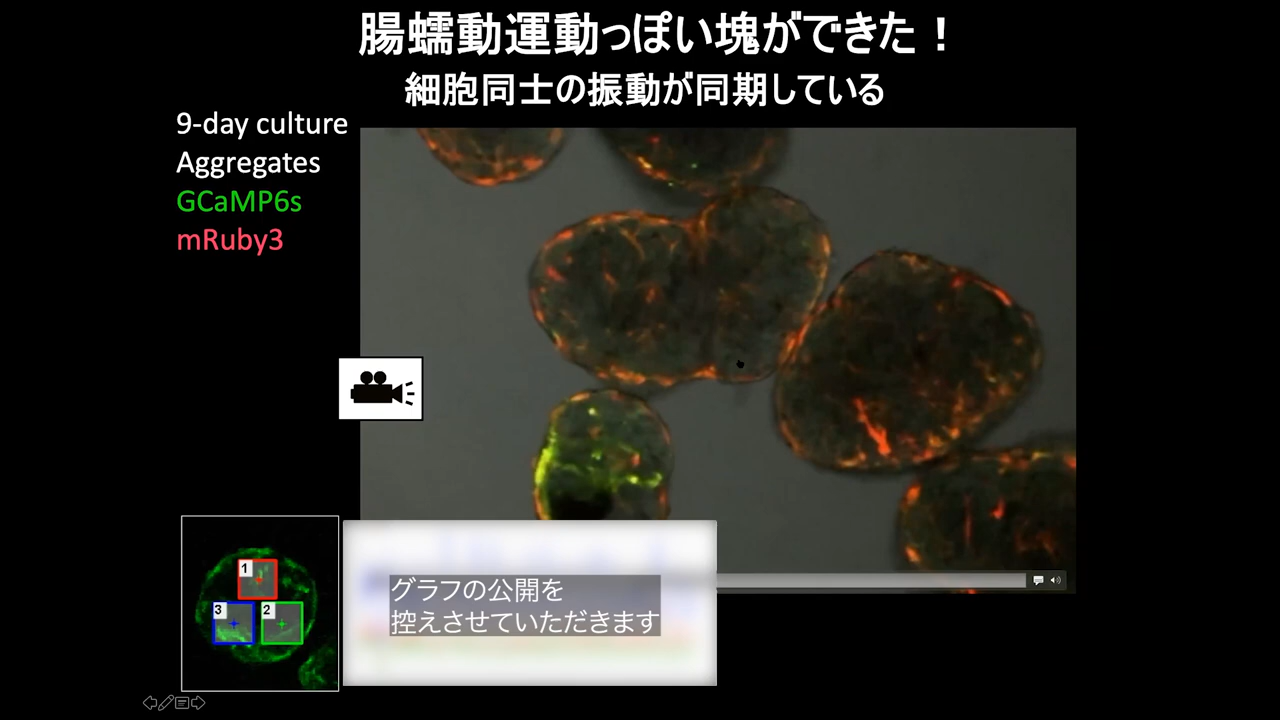 腸蠕動運動っぽい塊ができた！
細胞同士の振動が同期している
9-day culture
Aggregates
GCaMP6s
mRuby3
1
3
2
グラフの公開を
控えさせていただきます